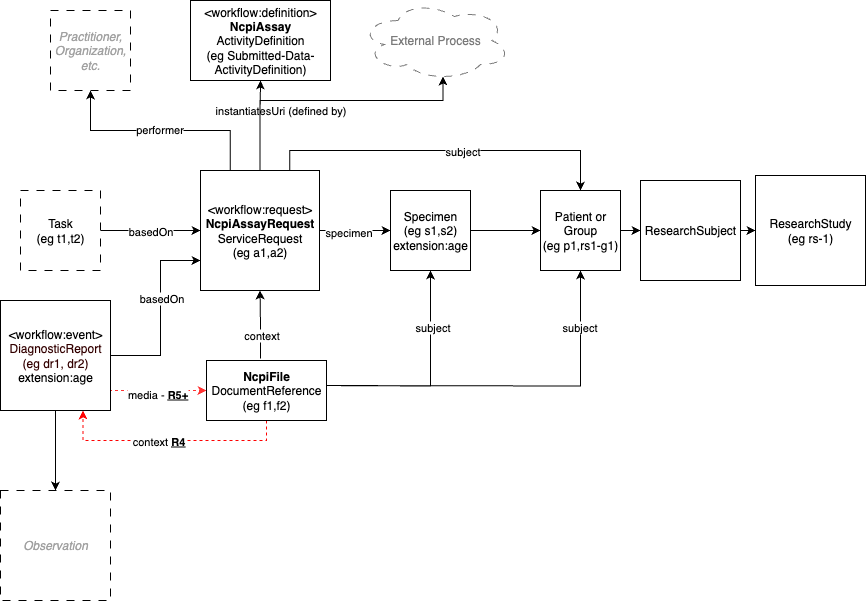 Practitioner,
Organization,
etc.
<workflow:definition>
NcpiAssay
ActivityDefinition
(eg Submitted-Data-
ActivityDefinition)
External Process
instantiatesUri (defined by)
performer
subject
Task
(eg t1,t2)
basedOn
<workflow:request>
NcpiAssayRequest
ServiceRequest
(eg a1,a2)
specimen
Specimen
(eg s1,s2)
extension:age
Patient or
Group
(eg p1,rs1-g1)
ResearchSubject
ResearchStudy
(eg rs-1)
basedOn
<workflow:event>
DiagnosticReport
(eg dr1, dr2)
extension:age
context
subject
subject
media - R5+
NcpiFile
DocumentReference
(eg f1,f2)
context R4
Observation